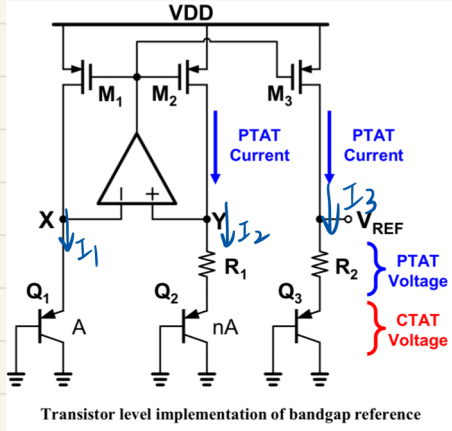 VDD
M1 M2 M3
PTAT Current
PTAT Current
− +
X Y VREF
I1 I2 I3
R1 R2
PTAT Voltage
Q1 Q2 Q3
A nA
CTAT Voltage
Transistor level implementation of bandgap reference